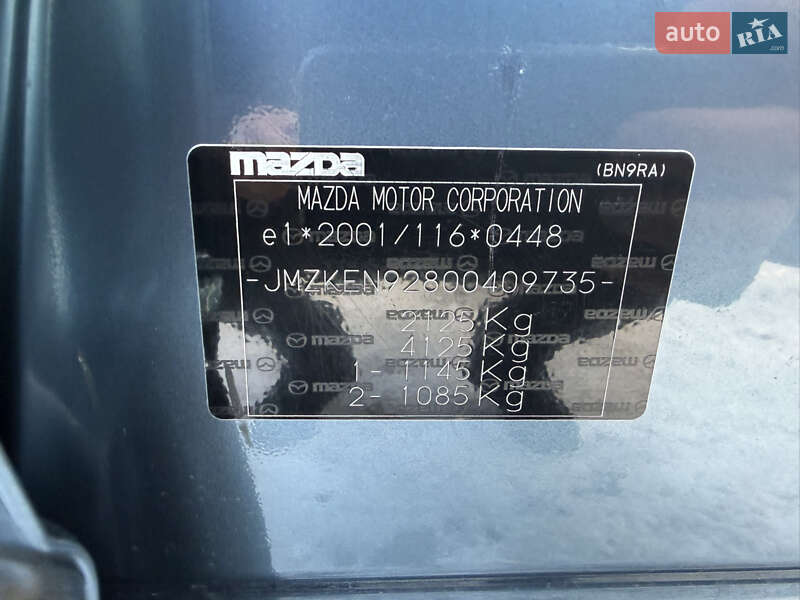 auto RIA .com
mazda (BN9RA)
MAZDA MOTOR CORPORATION
e1*2001/116*0448
-JMZKEN92800409735-
2125 Kg
4125 Kg
1- 1145 Kg
2- 1085 Kg